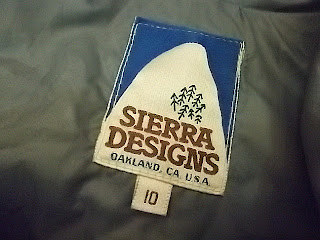 SIERRA
DESIGNS
OAKLAND, CA U.S.A.
10